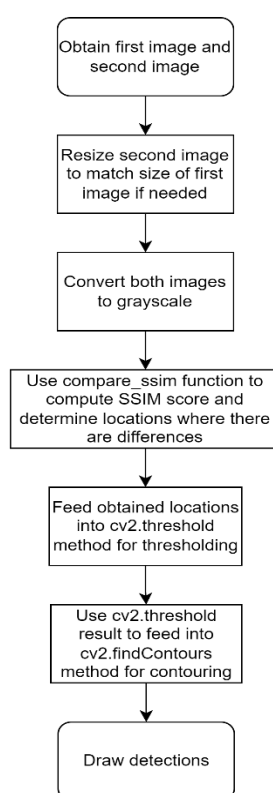 Obtain first image and
second image
Resize second image
to match size of first
image if needed
Convert both images
to grayscale
Use compare_ssim function to
compute SSIM score and
determine locations where there
are differences
Feed obtained locations
into cv2.threshold
method for thresholding
Use cv2.threshold
result to feed into
cv2.findContours
method for contouring
Draw detections